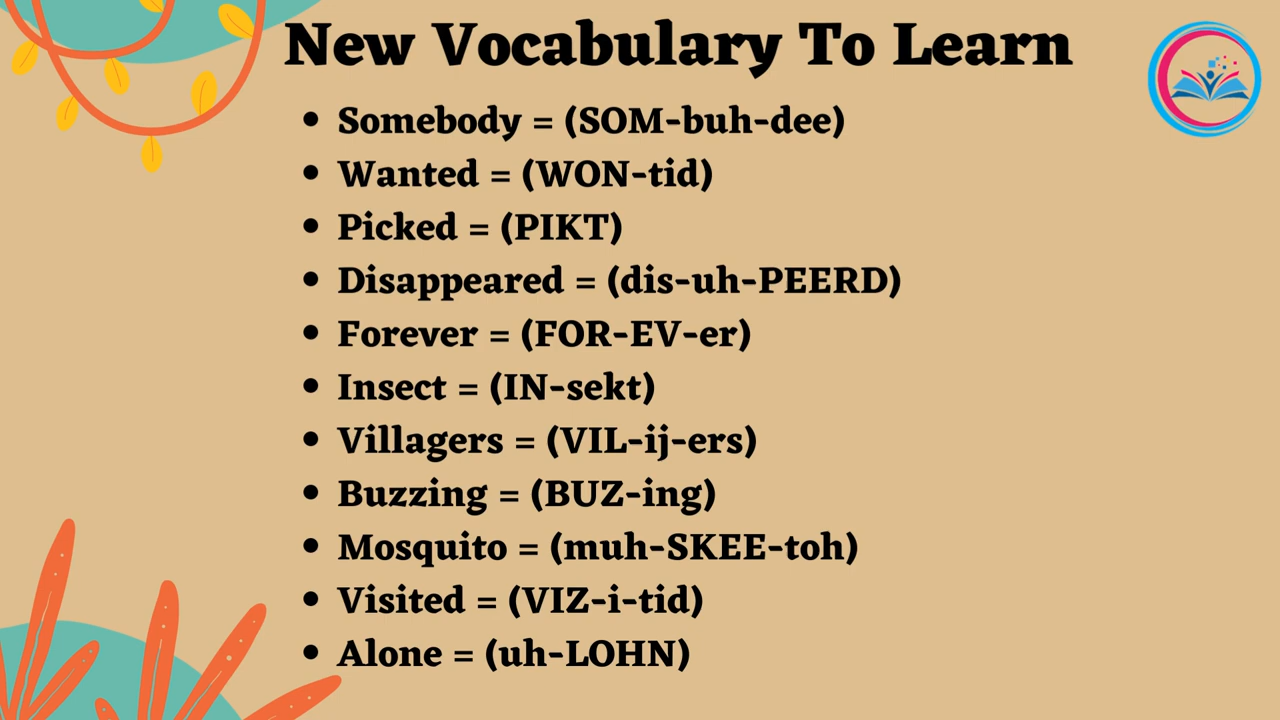 New Vocabulary To Learn
• Somebody = (SOM-buh-dee)
• Wanted = (WON-tid)
• Picked = (PIKT)
• Disappeared = (dis-uh-PEERD)
• Forever = (FOR-EV-er)
• Insect = (IN-sekt)
• Villagers = (VIL-ij-ers)
• Buzzing = (BUZ-ing)
• Mosquito = (muh-SKEE-toh)
• Visited = (VIZ-i-tid)
• Alone = (uh-LOHN)